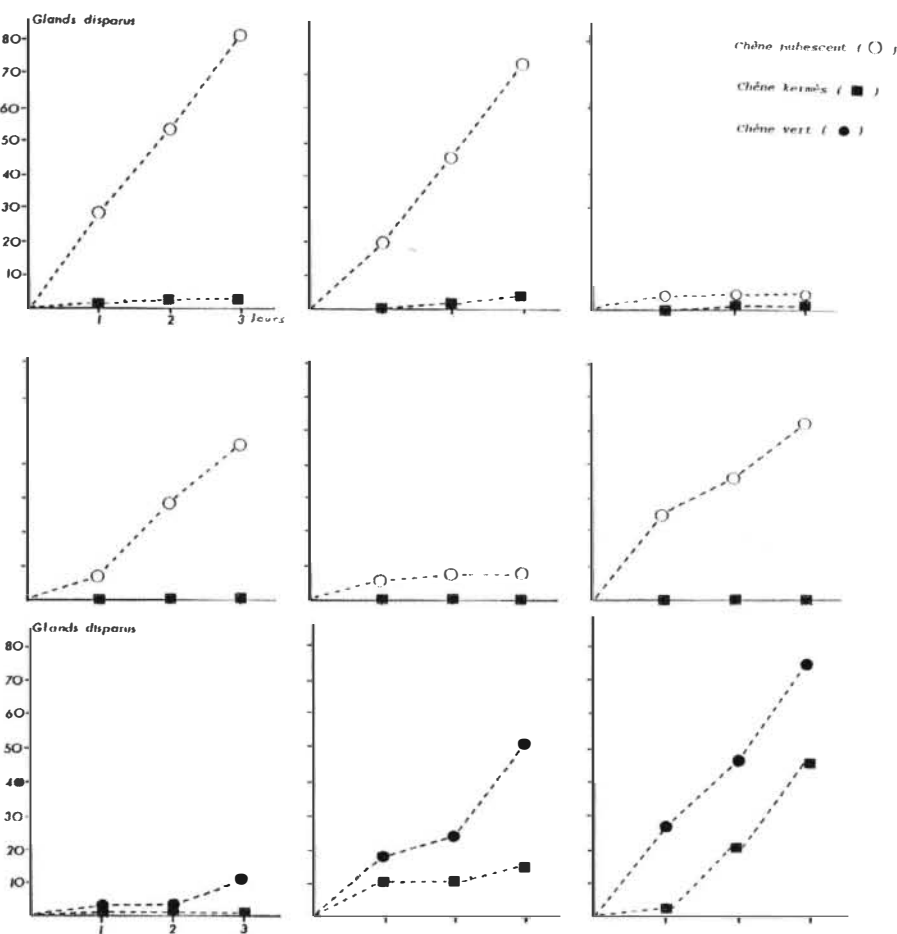 Glands disparus
80
70
60
50
40
30
20
10
1 2 3 Jours
Chêne pubescent ( )
Chêne kermès ( ■ )
Chêne vert ( ● )
Glands disparus
80
70
60
50
40
30
20
10
1 2 3